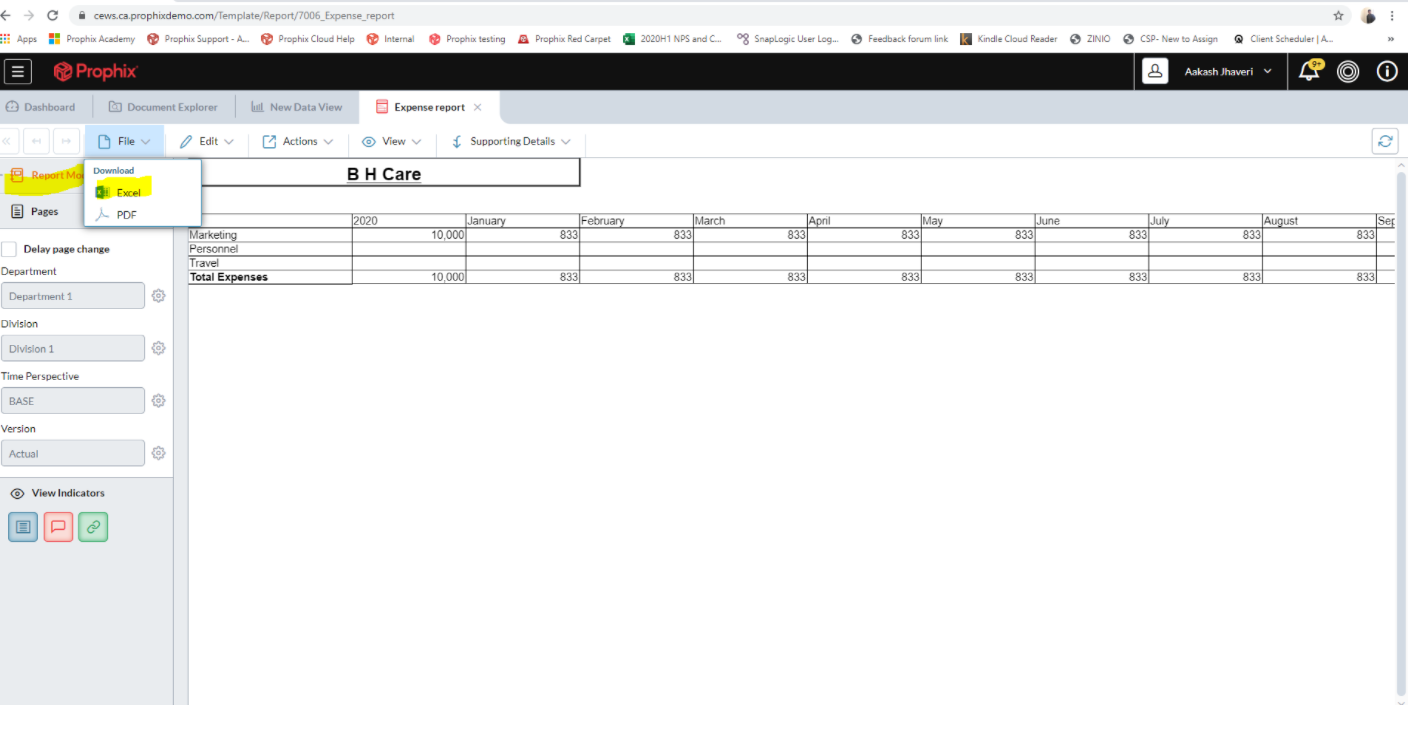 cews.ca.prophixdemo.com/Template/Report/7006_Expense_report
Apps Prophix Academy Prophix Support - A... Prophix Cloud Help Internal Prophix testing Prophix Red Carpet 2020H1 NPS and C... SnapLogic User Log... Feedback forum link Kindle Cloud Reader ZINIO CSP- New to Assign Client Scheduler | A... »
Prophix Aakash Jhaveri 9+
Dashboard Document Explorer New Data View Expense report ×
File Edit Actions View Supporting Details
Download
Excel
PDF
Report Mo
Pages
Delay page change
Department
Department 1
Division
Division 1
Time Perspective
BASE
Version
Actual
View Indicators
B H Care
2020 January February March April May June July August Sep
Marketing 10,000 833 833 833 833 833 833 833 833
Personnel
Travel
Total Expenses 10,000 833 833 833 833 833 833 833 833